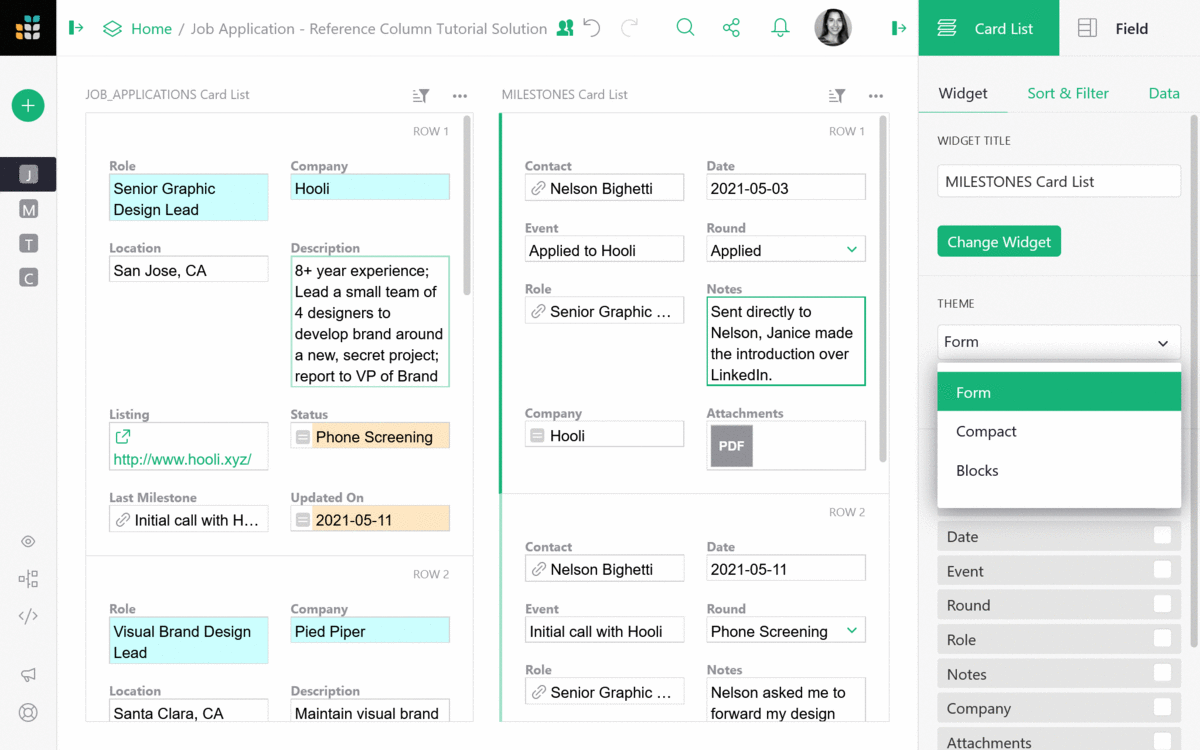 Home / Job Application - Reference Column Tutorial Solution
Card List
Field
J
M
T
C
JOB_APPLICATIONS Card List
ROW 1
Role
Company
Senior Graphic
Design Lead
Hooli
Location
Description
San Jose, CA
8+ year experience;
Lead a small team of
4 designers to
develop brand around
a new, secret project;
report to VP of Brand
Listing
Status
http://www.hooli.xyz/
Phone Screening
Last Milestone
Updated On
Initial call with H...
2021-05-11
ROW 2
Role
Company
Visual Brand Design
Lead
Pied Piper
Location
Description
Santa Clara, CA
Maintain visual brand
MILESTONES Card List
ROW 1
Contact
Date
Nelson Bighetti
2021-05-03
Event
Round
Applied to Hooli
Applied
Role
Notes
Senior Graphic ...
Sent directly to
Nelson, Janice made
the introduction over
LinkedIn.
Company
Attachments
Hooli
PDF
ROW 2
Contact
Date
Nelson Bighetti
2021-05-11
Event
Round
Initial call with Hooli
Phone Screening
Role
Notes
Senior Graphic ...
Nelson asked me to
forward my design
Widget
Sort & Filter
Data
WIDGET TITLE
MILESTONES Card List
Change Widget
THEME
Form
Form
Compact
Blocks
Date
Event
Round
Role
Notes
Company
Attachments